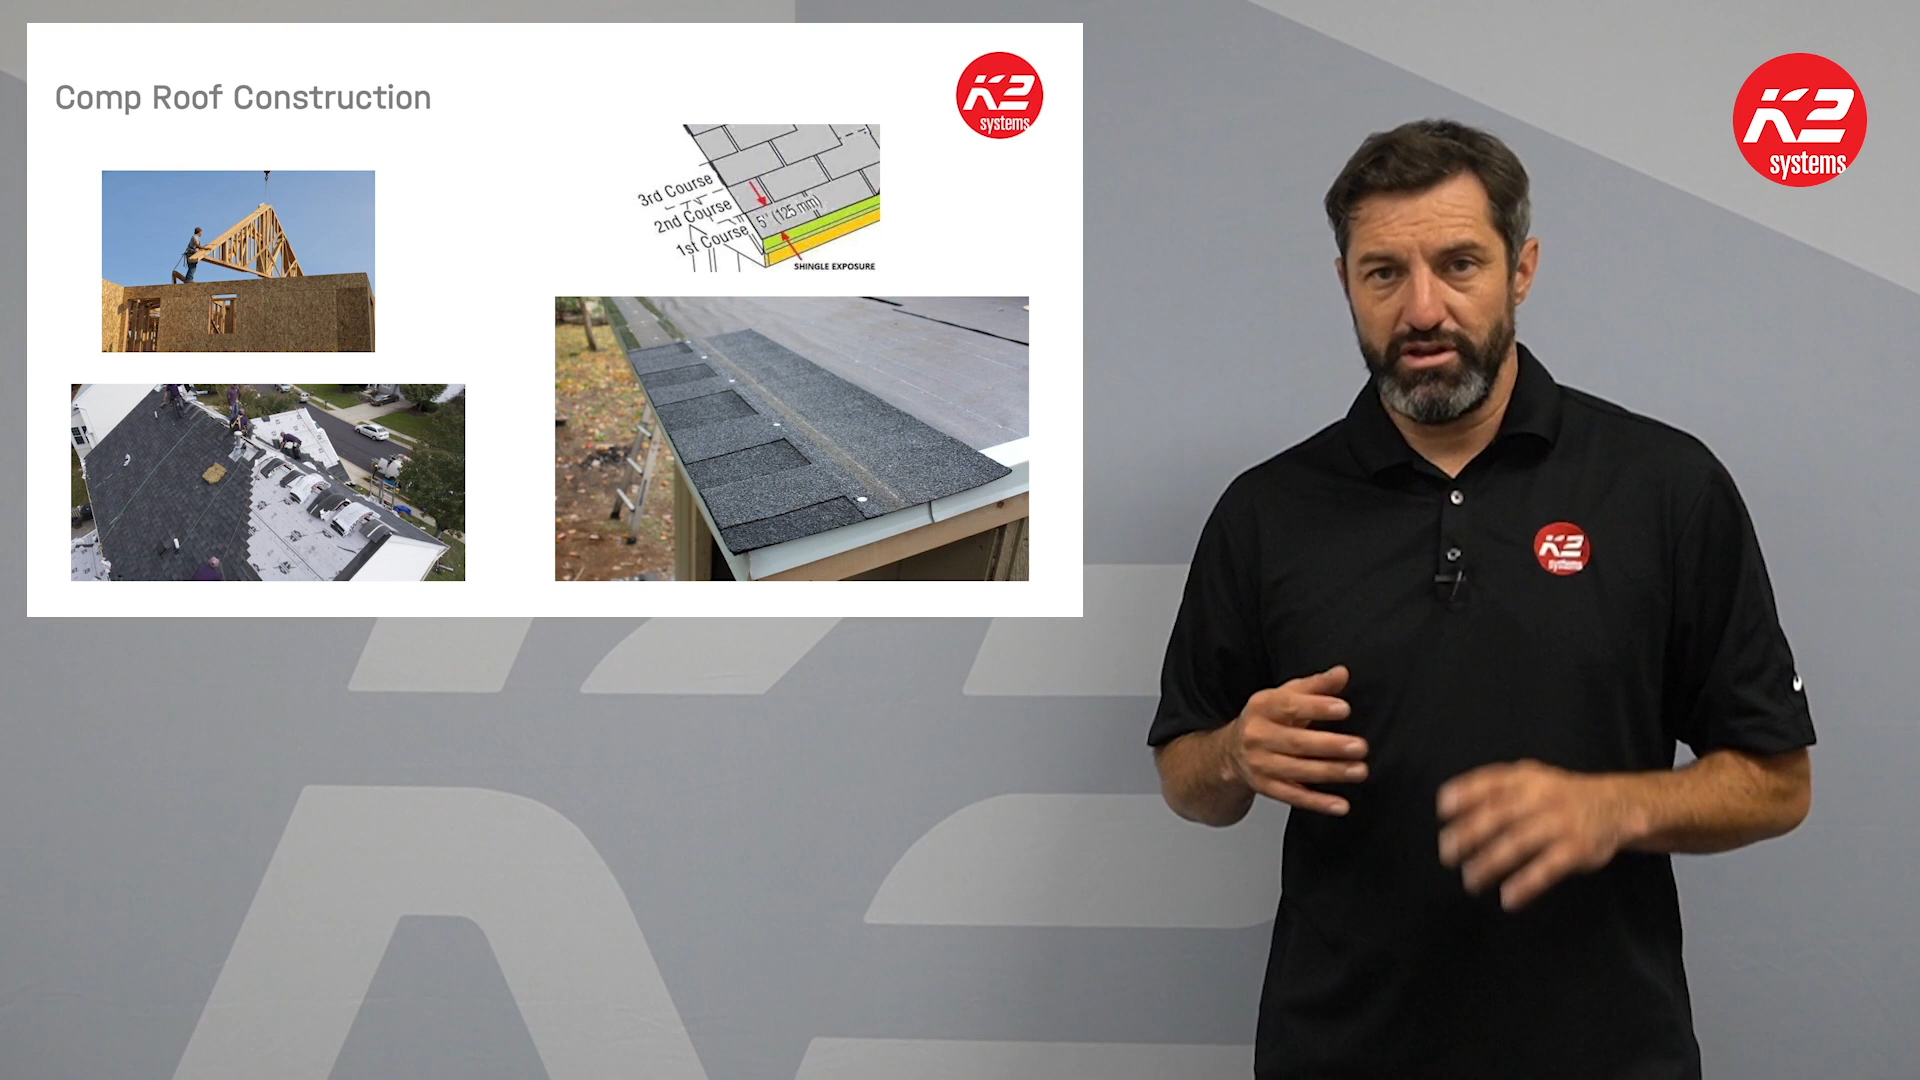 Comp Roof Construction
K2
systems
3rd Course
2nd Course
1st Course
5" (125 mm)
SHINGLE EXPOSURE
K2
systems
K2
systems